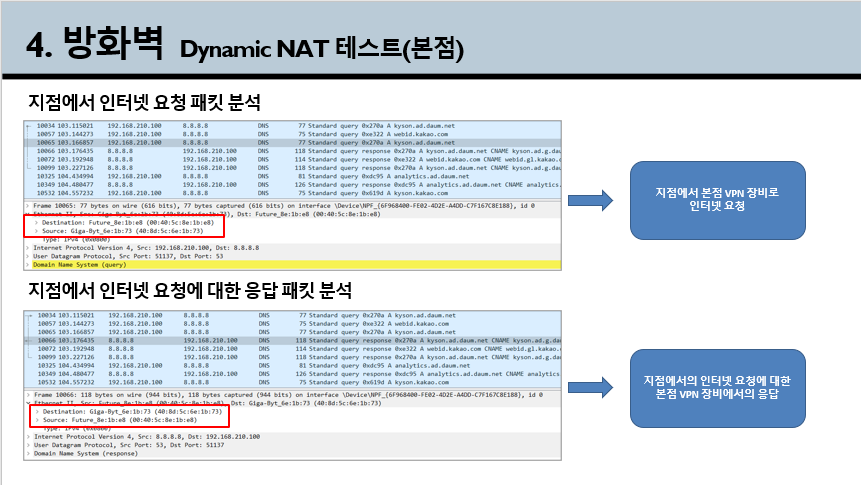 4. 방화벽 Dynamic NAT 테스트(본점)
지점에서 인터넷 요청 패킷 분석
10034 103.115021 192.168.210.100 8.8.8.8 DNS 77 Standard query 0x270a A kyson.ad.daum.net
10057 103.144273 192.168.210.100 8.8.8.8 DNS 75 Standard query 0xe322 A webid.kakao.com
10065 103.166857 192.168.210.100 8.8.8.8 DNS 77 Standard query 0x270a A kyson.ad.daum.net
10066 103.176435 8.8.8.8 192.168.210.100 DNS 118 Standard query response 0x270a A kyson.ad.daum.net CNAME kyson.ad.g.dau
10072 103.192948 8.8.8.8 192.168.210.100 DNS 114 Standard query response 0xe322 A webid.kakao.com CNAME webid.gl.kakao.
10099 103.227126 8.8.8.8 192.168.210.100 DNS 118 Standard query response 0x270a A kyson.ad.daum.net CNAME kyson.ad.g.dau
10325 104.434994 192.168.210.100 8.8.8.8 DNS 81 Standard query 0xdc95 A analytics.ad.daum.net
10349 104.480477 8.8.8.8 192.168.210.100 DNS 126 Standard query response 0xdc95 A analytics.ad.daum.net CNAME analytics.
10532 104.557232 192.168.210.100 8.8.8.8 DNS 75 Standard query 0x619d A kyson.kakao.com
Frame 10065: 77 bytes on wire (616 bits), 77 bytes captured (616 bits) on interface \Device\NPF_{6F968400-FE02-4D2E-A4DD-C7F167C8E188}, id 0
Ethernet II, Src: Giga-Byt_6e:1b:73 (40:8d:5c:6e:1b:73), Dst: Future_8e:1b:e8 (00:40:5c:8e:1b:e8)
Destination: Future_8e:1b:e8 (00:40:5c:8e:1b:e8)
Source: Giga-Byt_6e:1b:73 (40:8d:5c:6e:1b:73)
Type: IPv4 (0x0800)
Internet Protocol Version 4, Src: 192.168.210.100, Dst: 8.8.8.8
User Datagram Protocol, Src Port: 51137, Dst Port: 53
Domain Name System (query)
지점에서 본점 VPN 장비로
인터넷 요청
지점에서 인터넷 요청에 대한 응답 패킷 분석
10034 103.115021 192.168.210.100 8.8.8.8 DNS 77 Standard query 0x270a A kyson.ad.daum.net
10057 103.144273 192.168.210.100 8.8.8.8 DNS 75 Standard query 0xe322 A webid.kakao.com
10065 103.166857 192.168.210.100 8.8.8.8 DNS 77 Standard query 0x270a A kyson.ad.daum.net
10066 103.176435 8.8.8.8 192.168.210.100 DNS 118 Standard query response 0x270a A kyson.ad.daum.net CNAME kyson.ad.g.da
10072 103.192948 8.8.8.8 192.168.210.100 DNS 114 Standard query response 0xe322 A webid.kakao.com CNAME webid.gl.kakao
10099 103.227126 8.8.8.8 192.168.210.100 DNS 118 Standard query response 0x270a A kyson.ad.daum.net CNAME kyson.ad.g.da
10325 104.434994 192.168.210.100 8.8.8.8 DNS 81 Standard query 0xdc95 A analytics.ad.daum.net
10349 104.480477 8.8.8.8 192.168.210.100 DNS 126 Standard query response 0xdc95 A analytics.ad.daum.net CNAME analytics
10532 104.557232 192.168.210.100 8.8.8.8 DNS 75 Standard query 0x619d A kyson.kakao.com
Frame 10066: 118 bytes on wire (944 bits), 118 bytes captured (944 bits) on interface \Device\NPF_{6F968400-FE02-4D2E-A4DD-C7F167C8E188}, id 0
Ethernet II, Src: Future_8e:1b:e8 (00:40:5c:8e:1b:e8), Dst: Giga-Byt_6e:1b:73 (40:8d:5c:6e:1b:73)
Destination: Giga-Byt_6e:1b:73 (40:8d:5c:6e:1b:73)
Source: Future_8e:1b:e8 (00:40:5c:8e:1b:e8)
Type: IPv4 (0x0800)
Internet Protocol Version 4, Src: 8.8.8.8, Dst: 192.168.210.100
User Datagram Protocol, Src Port: 53, Dst Port: 51137
Domain Name System (response)
지점에서의 인터넷 요청에 대한
본점 VPN 장비에서의 응답